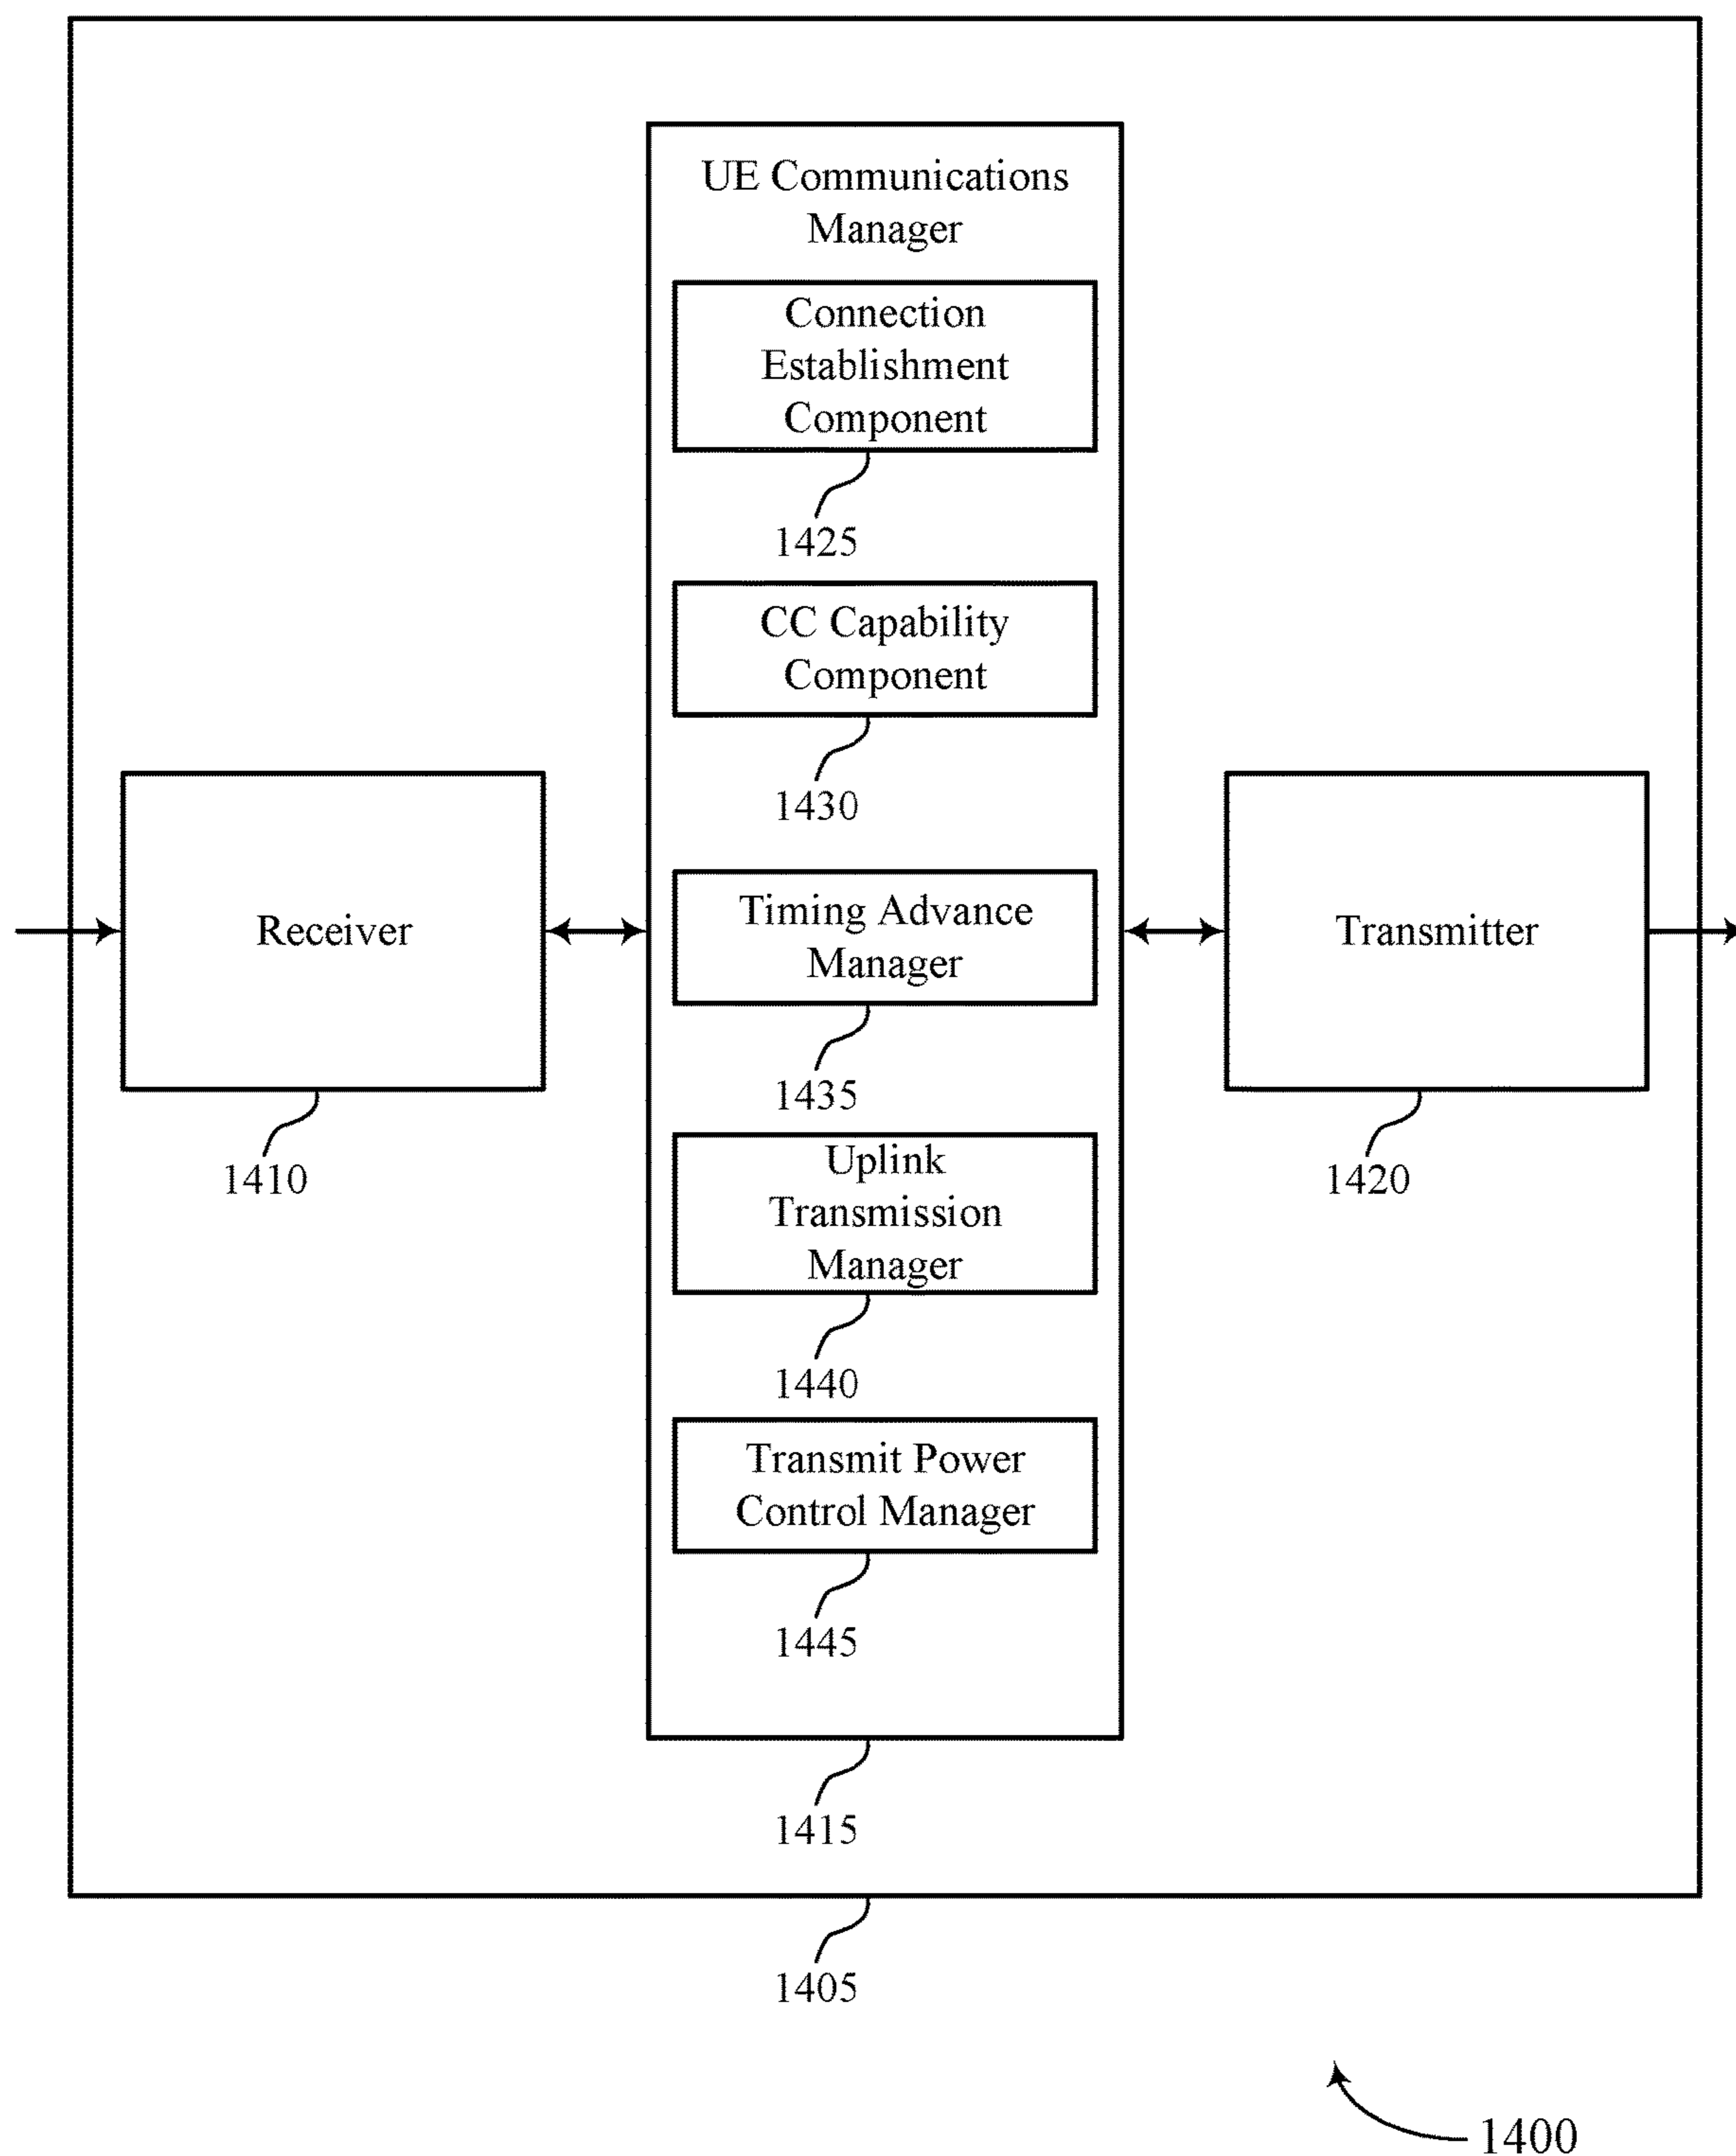 UE Communications
Manager
Connection
Establishment
Component
1425
CC Capability
Component
1430
Receiver
1410
Timing Advance
Manager
1435
Transmitter
1420
Uplink
Transmission
Manager
1440
Transmit Power
Control Manager
1445
1415
1405
1400